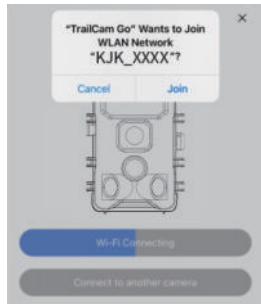 ×
“TrailCam Go” Wants to Join
WLAN Network
“KJK_XXXX”?
Cancel Join
Wi-Fi Connecting
Connect to another camera